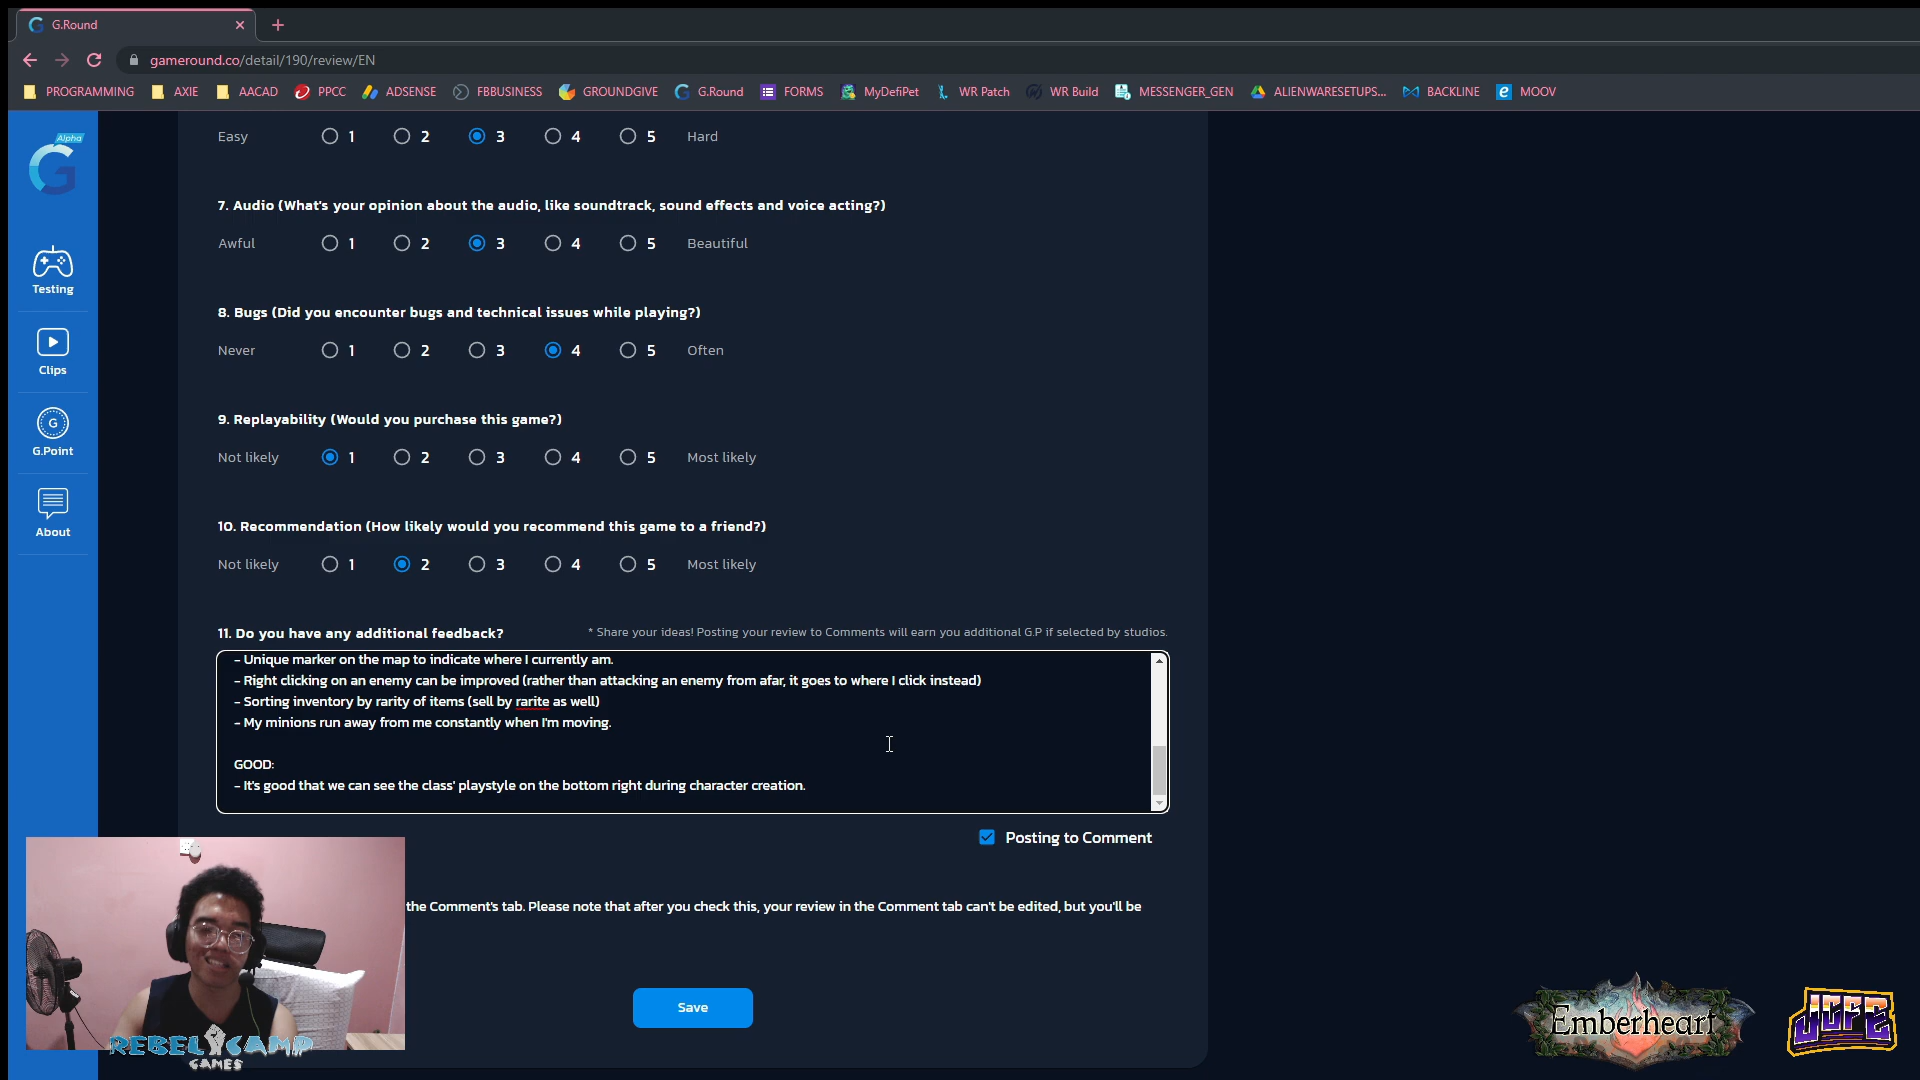 G.Round
gameround.co/detail/190/review/EN
PROGRAMMING AXIE AACAD PPCC ADSENSE FBBUSINESS GROUNDGIVE G.Round FORMS MyDefiPet WR Patch WR Build MESSENGER_GEN ALIENWARESETUPS... BACKLINE MOOV
Alpha
G
Testing
Clips
G
G.Point
About
Easy 1 2 3 4 5 Hard
7. Audio (What's your opinion about the audio, like soundtrack, sound effects and voice acting?)
Awful 1 2 3 4 5 Beautiful
8. Bugs (Did you encounter bugs and technical issues while playing?)
Never 1 2 3 4 5 Often
9. Replayability (Would you purchase this game?)
Not likely 1 2 3 4 5 Most likely
10. Recommendation (How likely would you recommend this game to a friend?)
Not likely 1 2 3 4 5 Most likely
11. Do you have any additional feedback? * Share your ideas! Posting your review to Comments will earn you additional G.P if selected by studios.
- Unique marker on the map to indicate where I currently am.
- Right clicking on an enemy can be improved (rather than attacking an enemy from afar, it goes to where I click instead)
- Sorting inventory by rarity of items (sell by rarite as well)
- My minions run away from me constantly when I'm moving.
GOOD:
- It's good that we can see the class' playstyle on the bottom right during character creation.
Posting to Comment
the Comment's tab. Please note that after you check this, your review in the Comment tab can't be edited, but you'll be
Save
REBEL CAMP
GAMES
Emberheart
JCFE